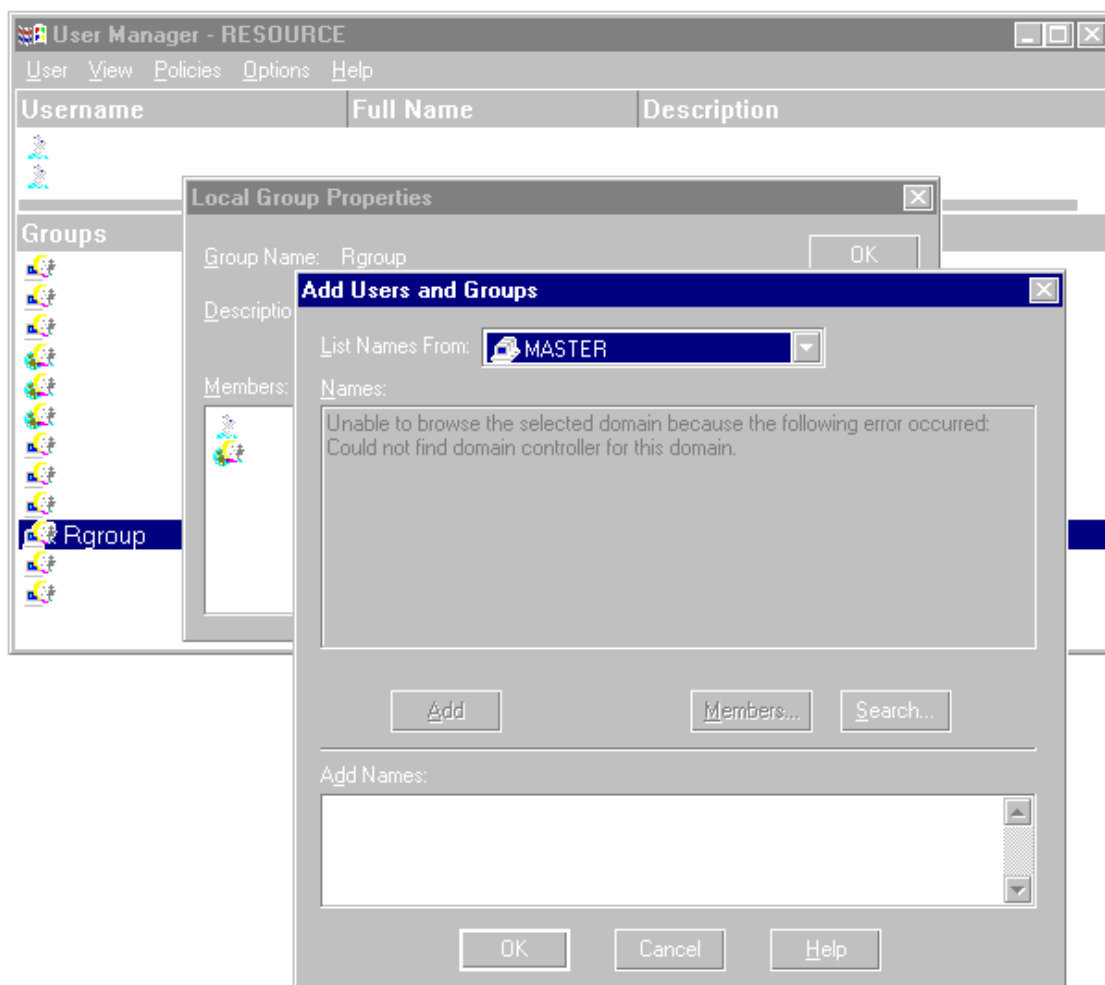 User Manager - RESOURCE
User View Policies Options Help
Username Full Name Description
Local Group Properties
Groups
Group Name: Rgroup OK
Add Users and Groups
Descriptio
List Names From: MASTER
Members:
Names:
Unable to browse the selected domain because the following error occurred:
Could not find domain controller for this domain.
Rgroup
Add Members... Search...
Add Names:
OK Cancel Help